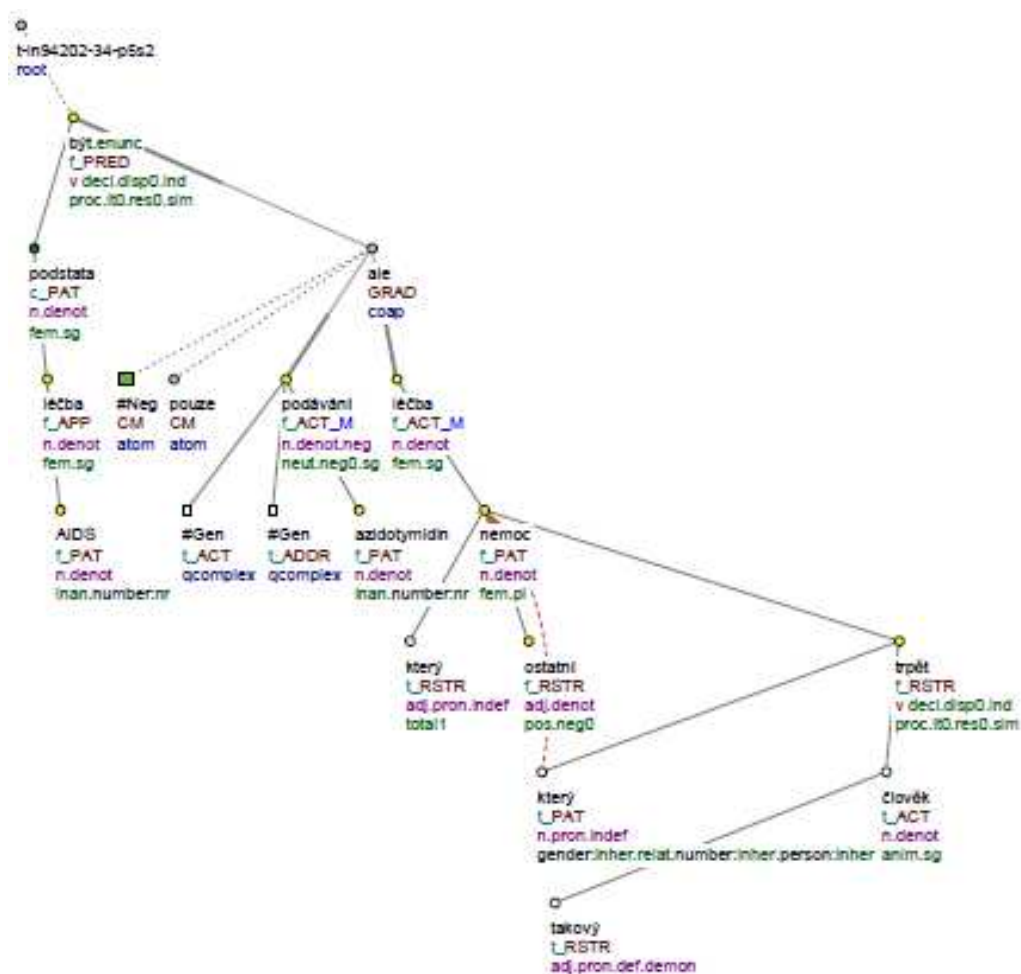 t-ln94202-34-p5s2
root
být.enunc
f_PRED
v decl.disp0.ind
proc.it0.res0.sim
podstata
c_PAT
n.denot
fem.sg
ale
GRAD
coap
léčba
f_APP
n.denot
fem.sg
#Neg
CM
atom
pouze
CM
atom
podávání
f_ACT_M
n.denot.neg
neut.neg0.sg
léčba
f_ACT_M
n.denot
fem.sg
AIDS
f_PAT
n.denot
inan.number:nr
#Gen
t_ACT
qcomplex
#Gen
t_ADDR
qcomplex
azidotymidin
f_PAT
n.denot
inan.number:nr
nemoc
f_PAT
n.denot
fem.pl
který
t_RSTR
adj.pron.indef
total1
ostatní
f_RSTR
adj.denot
pos.neg0
trpět
f_RSTR
v decl.disp0.ind
proc.it0.res0.sim
který
t_PAT
n.pron.indef
gender:inher.relat.number:inher.person:inher
člověk
t_ACT
n.denot
anim.sg
takový
t_RSTR
adj.pron.def.demon